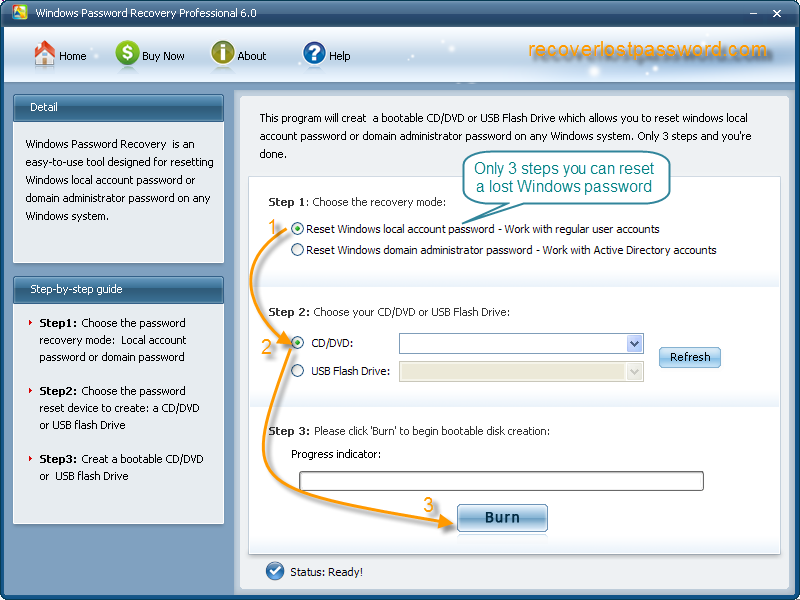 Windows Password Recovery Professional 6.0
Home
Buy Now
About
Help
recoverlostpassword.com
Detail
Windows Password Recovery is an
easy-to-use tool designed for resetting
Windows local account password or
domain administrator password on any
Windows system.
Step-by-step guide
Step1: Choose the password
recovery mode: Local account
password or domain password
Step2: Choose the password
reset device to create: a CD/DVD
or USB flash Drive
Step3: Creat a bootable CD/DVD
or USB flash Drive
This program will creat a bootable CD/DVD or USB Flash Drive which allows you to reset windows local
account password or domain administrator password on any Windows system. Only 3 steps and you're
done.
Only 3 steps you can reset
a lost Windows password
Step 1: Choose the recovery mode:
1
Reset Windows local account password - Work with regular user accounts
Reset Windows domain administrator password - Work with Active Directory accounts
Step 2: Choose your CD/DVD or USB Flash Drive:
2
CD/DVD:
USB Flash Drive:
Refresh
Step 3: Please click 'Burn' to begin bootable disk creation:
Progress indicator:
3
Burn
Status: Ready!